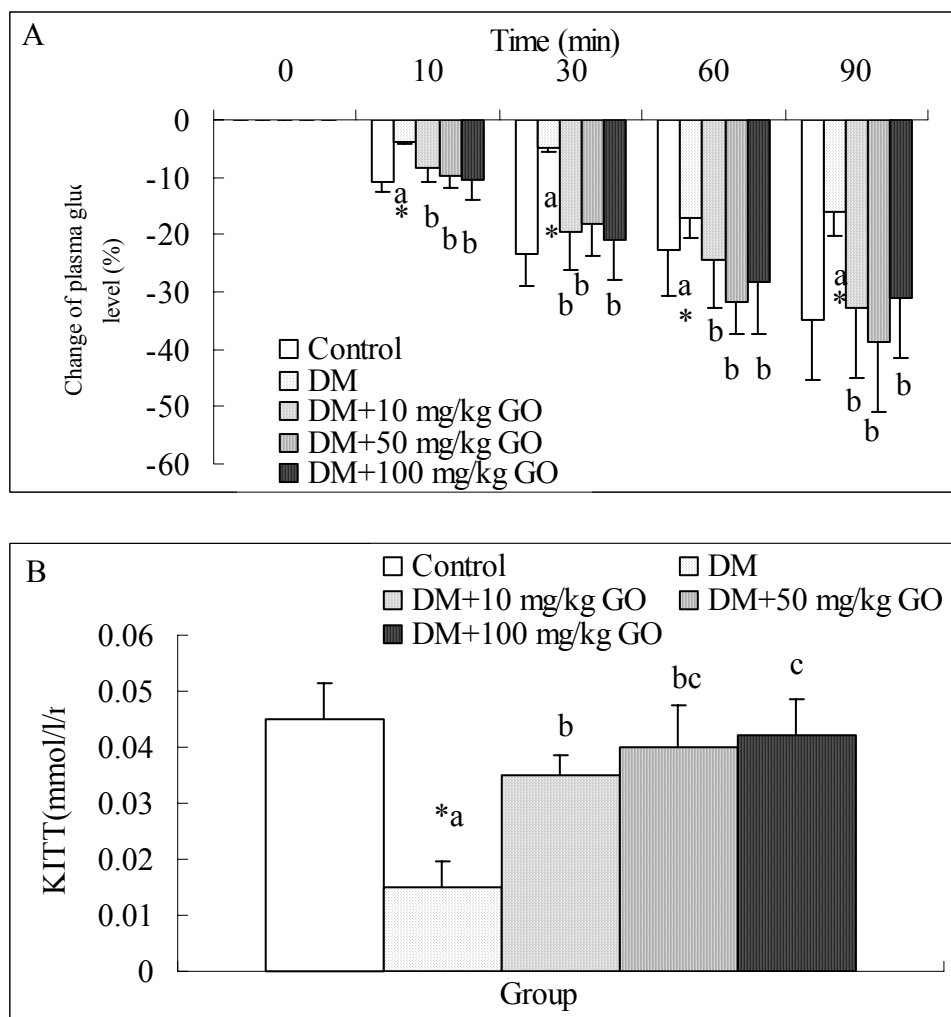 A
Time (min)
0 10 30 60 90
0
-10
-20
-30
-40
-50
-60
Change of plasma gluc
level (%)
a
*
b
b
b
a
*
b
b
b
a
*
b
b
b
a
*
b
b
b
Control
DM
DM+10 mg/kg GO
DM+50 mg/kg GO
DM+100 mg/kg GO
B
Control DM
DM+10 mg/kg GO DM+50 mg/kg GO
DM+100 mg/kg GO
0.06
0.05
0.04
0.03
0.02
0.01
0
KITT(mmol/l/r
*a
b
bc
c
Group